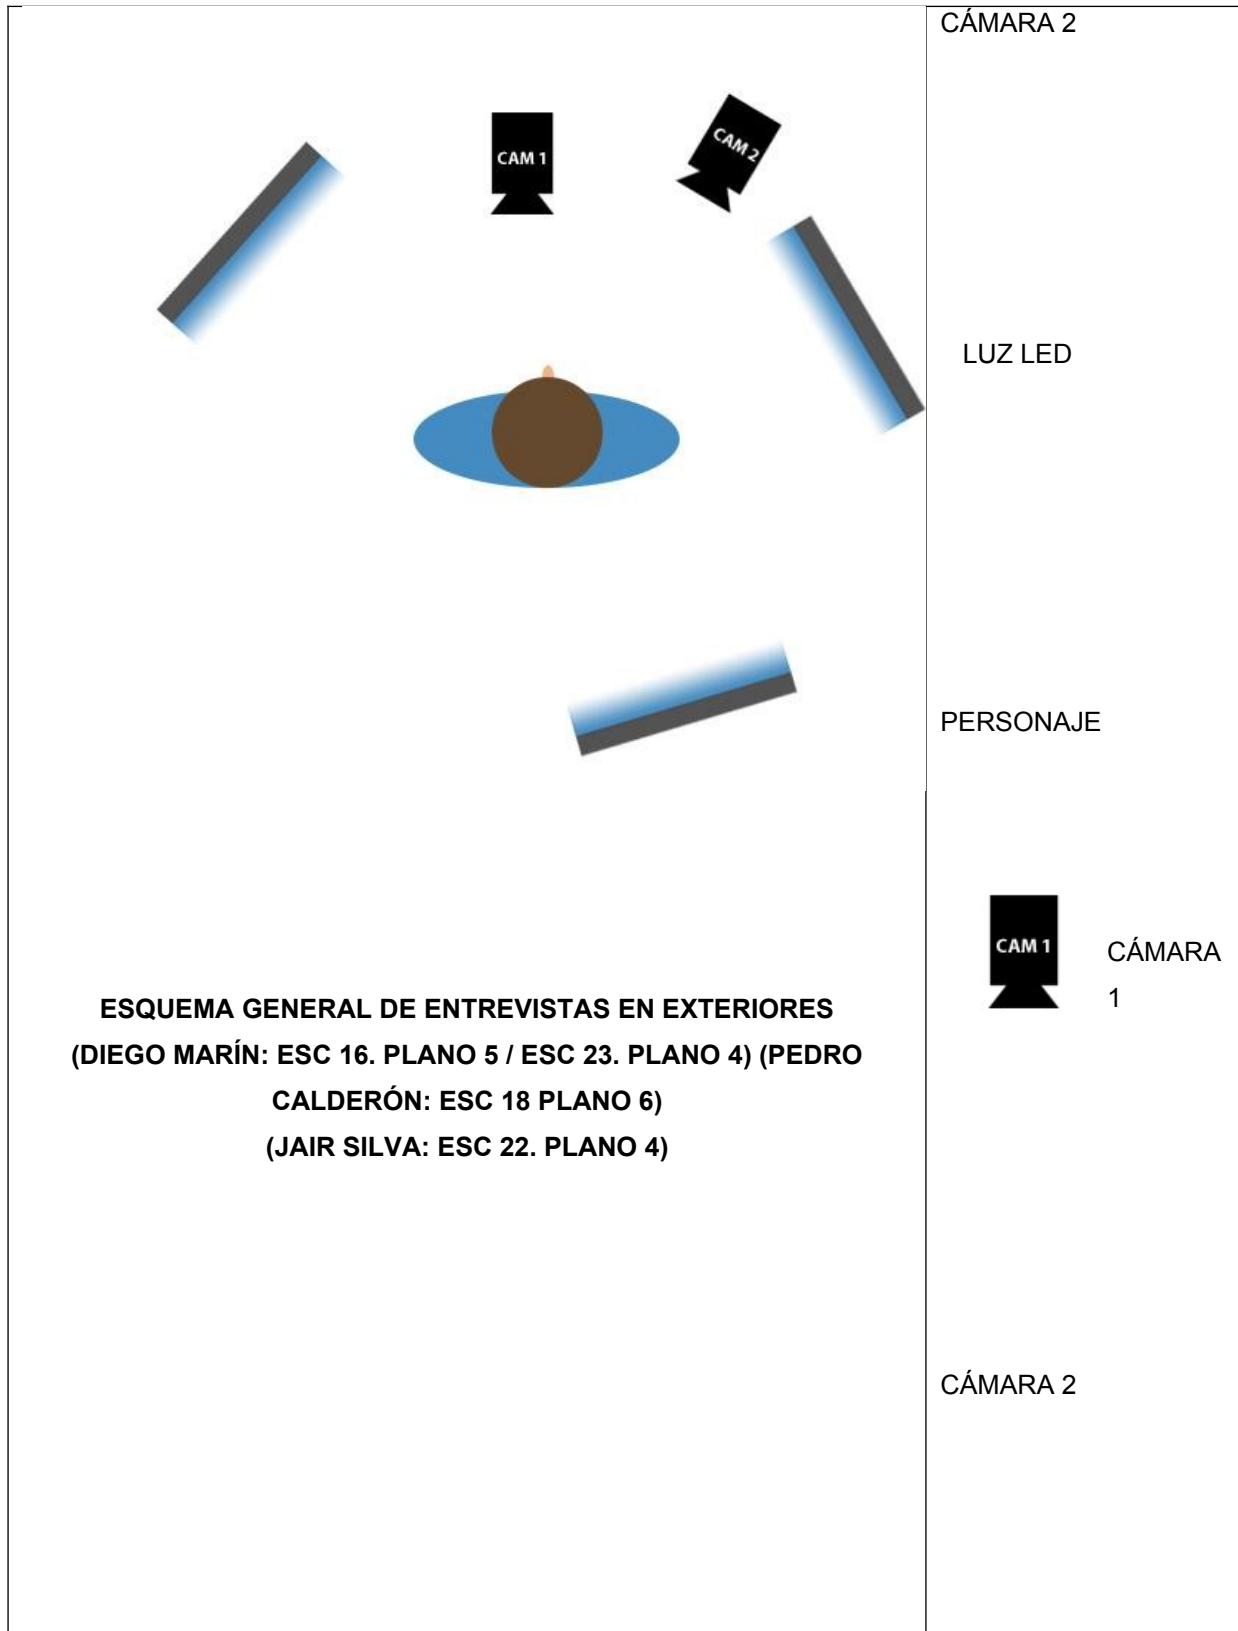 CÁMARA 2
CAM 1
CAM 2
LUZ LED
PERSONAJE
CAM 1
CÁMARA
1
ESQUEMA GENERAL DE ENTREVISTAS EN EXTERIORES
(DIEGO MARÍN: ESC 16. PLANO 5 / ESC 23. PLANO 4) (PEDRO
CALDERÓN: ESC 18 PLANO 6)
(JAIR SILVA: ESC 22. PLANO 4)
CÁMARA 2